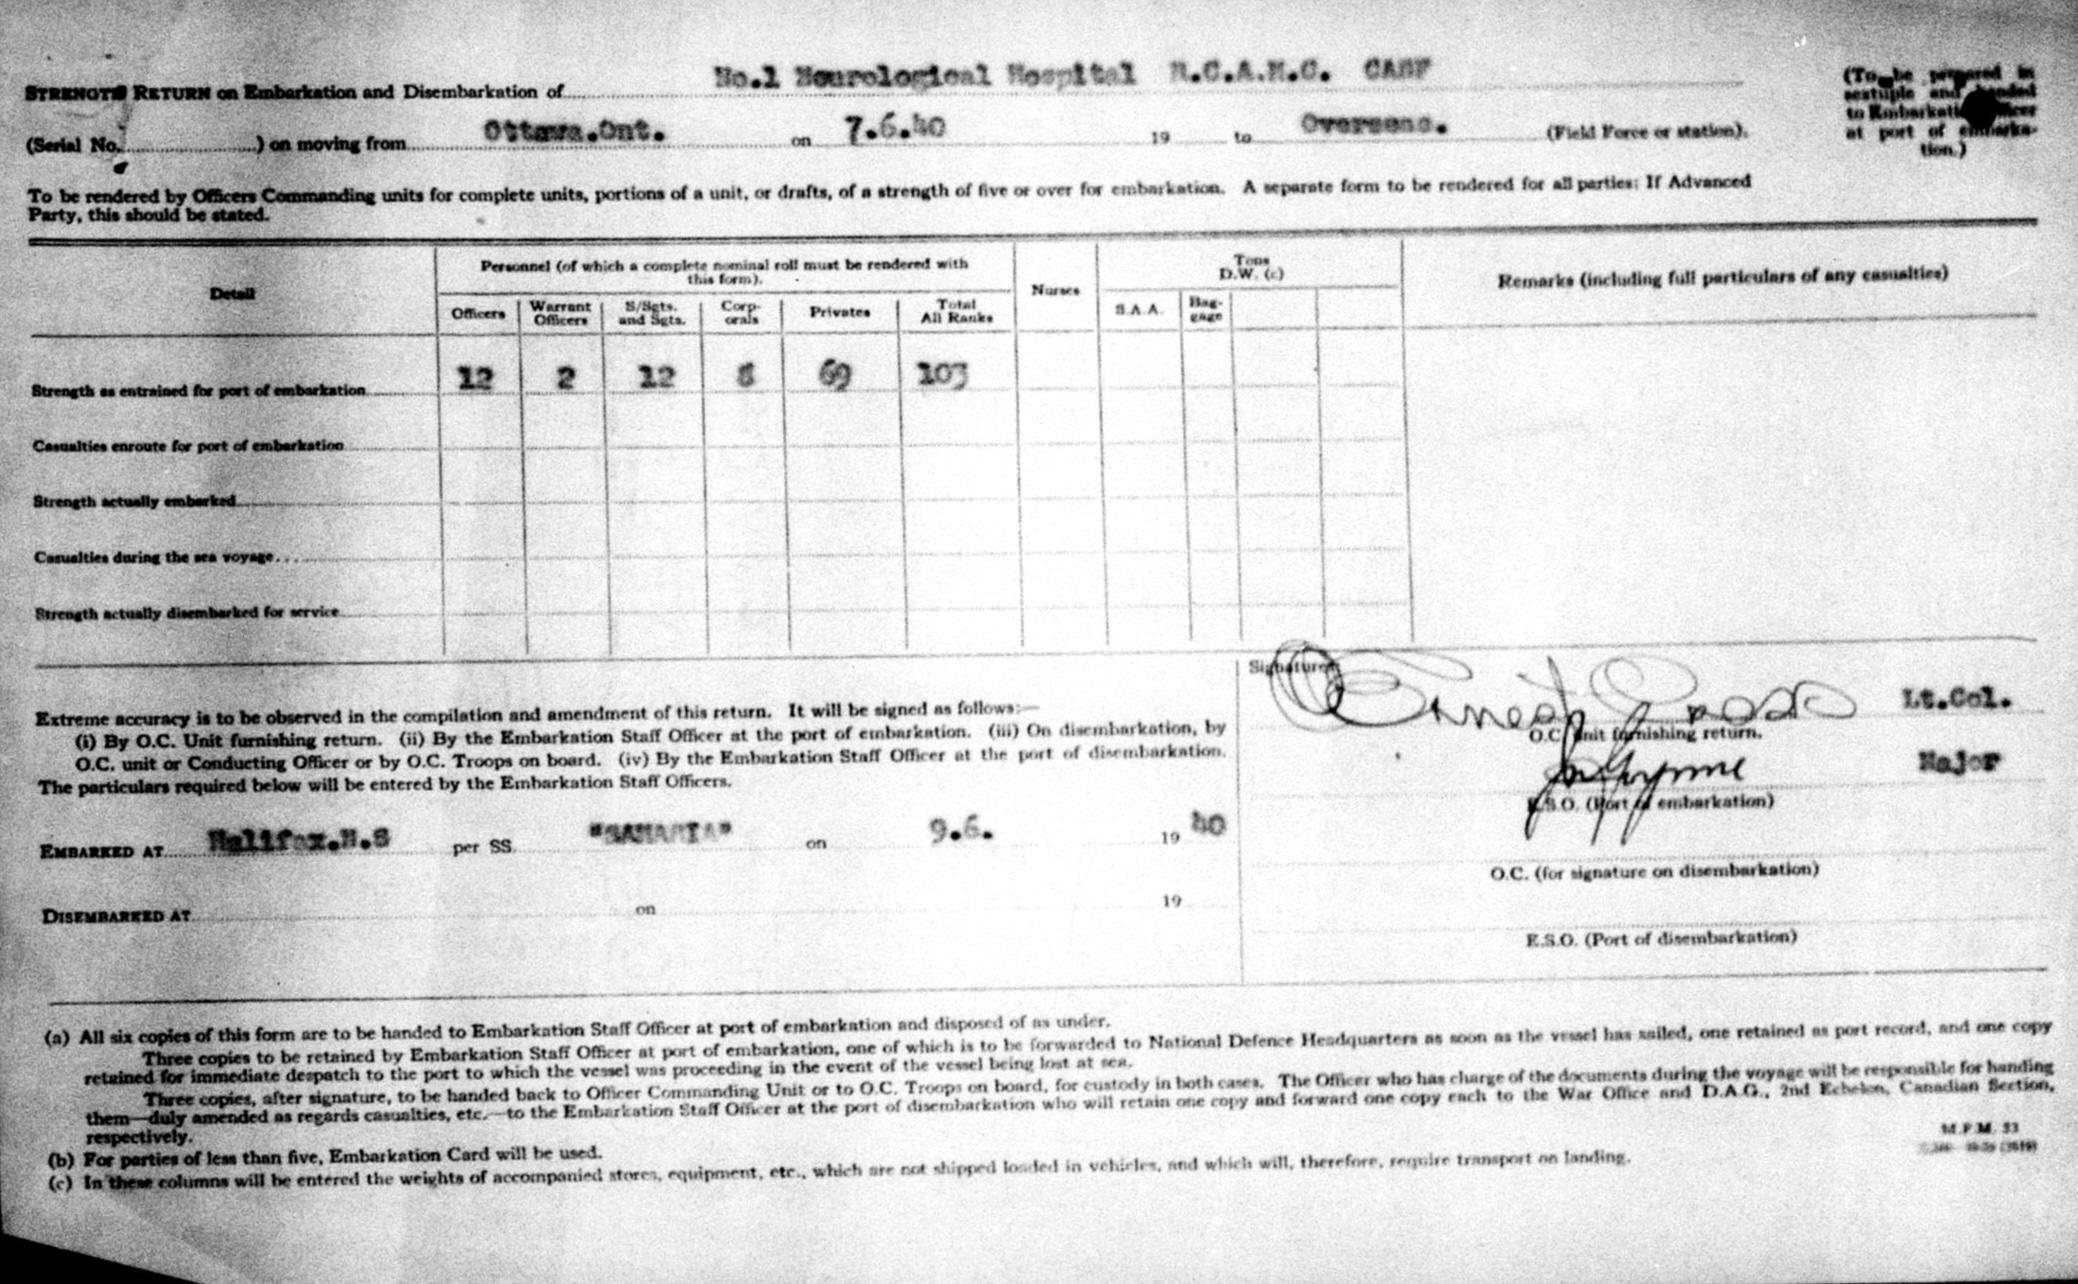 No.1 Neurological Hospital R.C.A.M.C. CASF
STRENGTH RETURN on Embarkation and Disembarkation of
(To be prepared in
sextuple and handed
to Embarkation Officer
at port of embarka-
tion.)
(Serial No. ) on moving from Ottawa.Ont. on 7.6.40 19 to Overseas. (Field Force or station).
To be rendered by Officers Commanding units for complete units, portions of a unit, or drafts, of a strength of five or over for embarkation. A separate form to be rendered for all parties: If Advanced
Party, this should be stated.
Detail
Personnel (of which a complete nominal roll must be rendered with
this form).
Nurses
Tons
D.W. (c)
Remarks (including full particulars of any casualties)
Officers
Warrant
Officers
S/Sgts.
and Sgts.
Corp-
orals
Privates
Total
All Ranks
S.A.A.
Bag-
gage
Strength as entrained for port of embarkation 12 2 12 69 103
Casualties enroute for port of embarkation
Strength actually embarked
Casualties during the sea voyage...
Strength actually disembarked for service
Signatures
Lt.Col.
O.C. Unit furnishing return.
Major
E.S.O. (Port of embarkation)
O.C. (for signature on disembarkation)
E.S.O. (Port of disembarkation)
Extreme accuracy is to be observed in the compilation and amendment of this return. It will be signed as follows:—
(i) By O.C. Unit furnishing return. (ii) By the Embarkation Staff Officer at the port of embarkation. (iii) On disembarkation, by
O.C. unit or Conducting Officer or by O.C. Troops on board. (iv) By the Embarkation Staff Officer at the port of disembarkation.
The particulars required below will be entered by the Embarkation Staff Officers.
EMBARKED AT Halifax.N.S per SS. "SAMARIA" on 9.6. 19 40
DISEMBARKED AT on 19
(a) All six copies of this form are to be handed to Embarkation Staff Officer at port of embarkation and disposed of as under.
Three copies to be retained by Embarkation Staff Officer at port of embarkation, one of which is to be forwarded to National Defence Headquarters as soon as the vessel has sailed, one retained as port record, and one copy
retained for immediate despatch to the port to which the vessel was proceeding in the event of the vessel being lost at sea.
Three copies, after signature, to be handed back to Officer Commanding Unit or to O.C. Troops on board, for custody in both cases. The Officer who has charge of the documents during the voyage will be responsible for handing
them—duly amended as regards casualties, etc.—to the Embarkation Staff Officer at the port of disembarkation who will retain one copy and forward one copy each to the War Office and D.A.G., 2nd Echelon, Canadian Section,
respectively.
(b) For parties of less than five, Embarkation Card will be used.
(c) In these columns will be entered the weights of accompanied stores, equipment, etc., which are not shipped loaded in vehicles, and which will, therefore, require transport on landing.
M.F.M. 33